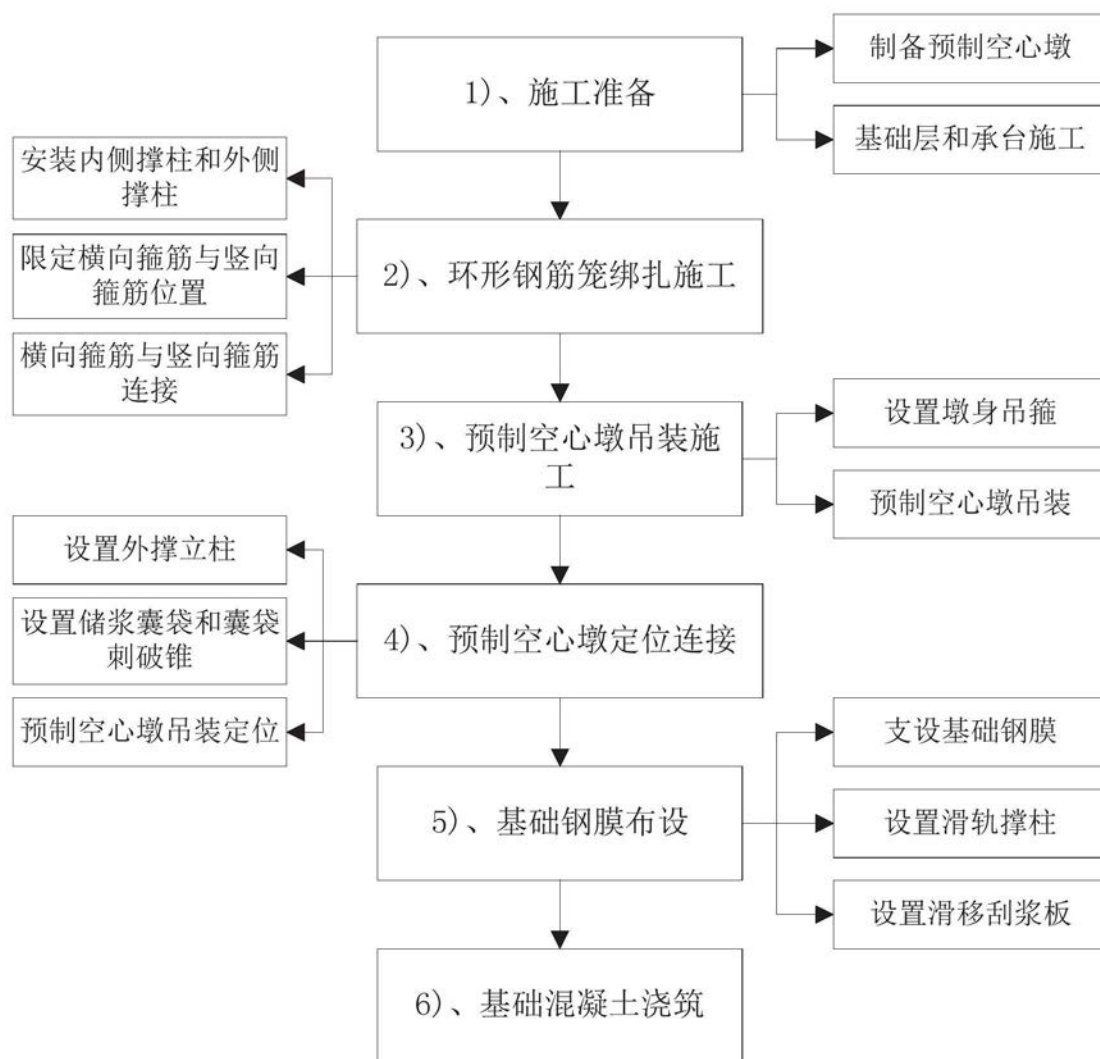 1)、施工准备
制备预制空心墩
基础层和承台施工
2)、环形钢筋笼绑扎施工
安装内侧撑柱和外侧
撑柱
限定横向箍筋与竖向
箍筋位置
横向箍筋与竖向箍筋
连接
3)、预制空心墩吊装施
工
设置墩身吊箍
预制空心墩吊装
4)、预制空心墩定位连接
设置外撑立柱
设置储浆囊袋和囊袋
刺破锥
预制空心墩吊装定位
5)、基础钢膜布设
支设基础钢膜
设置滑轨撑柱
设置滑移刮浆板
6)、基础混凝土浇筑